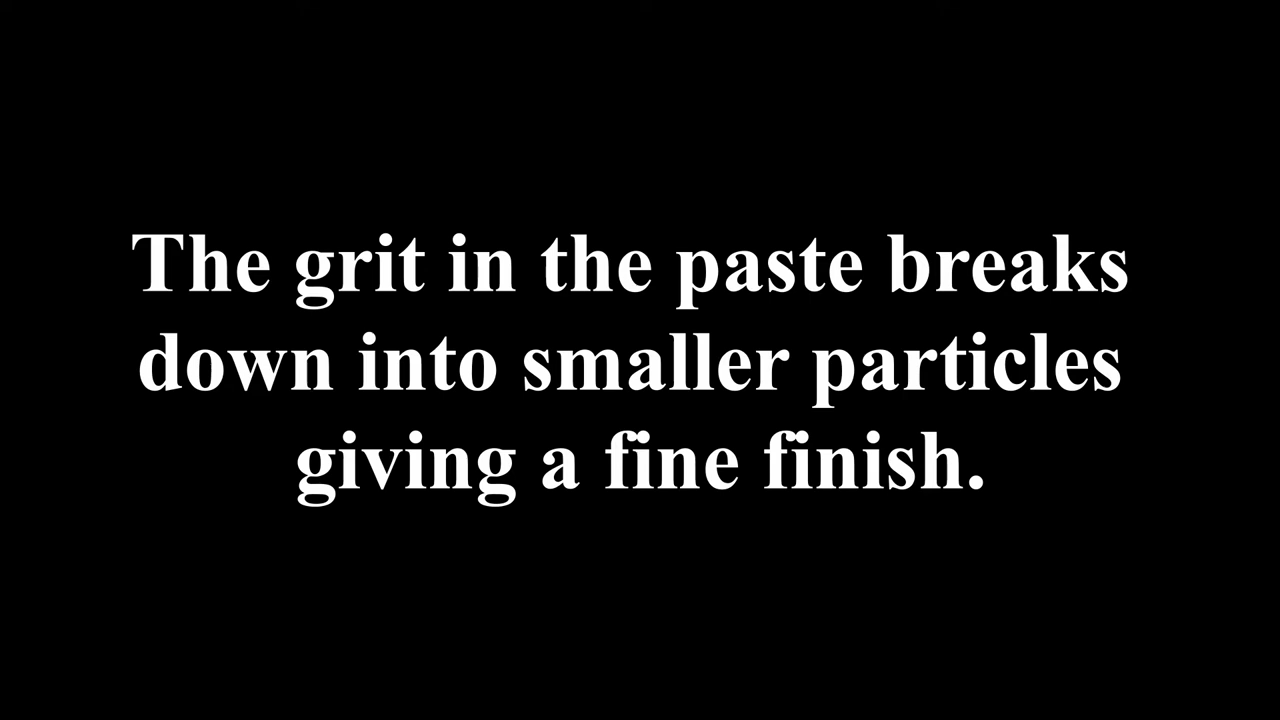 The grit in the paste breaks
down into smaller particles
giving a fine finish.